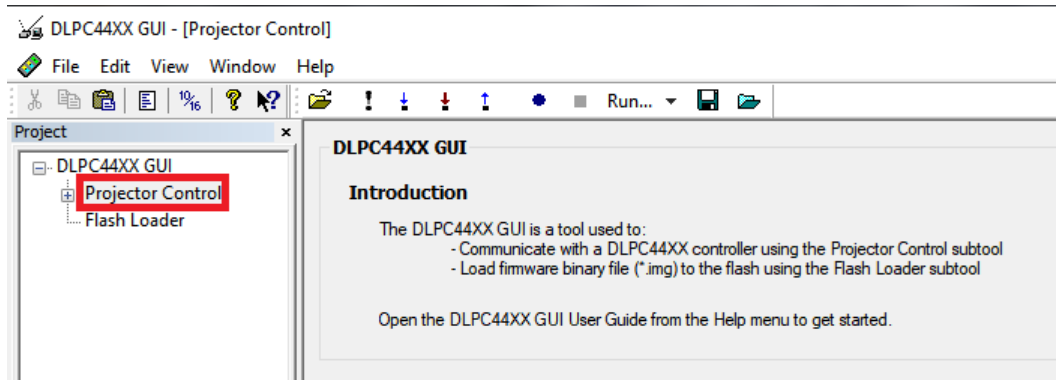 DLPC44XX GUI - [Projector Control]
File Edit View Window Help
10/16 Run...
Project x
DLPC44XX GUI
Projector Control
Flash Loader
DLPC44XX GUI
Introduction
The DLPC44XX GUI is a tool used to:
- Communicate with a DLPC44XX controller using the Projector Control subtool
- Load firmware binary file (*.img) to the flash using the Flash Loader subtool
Open the DLPC44XX GUI User Guide from the Help menu to get started.